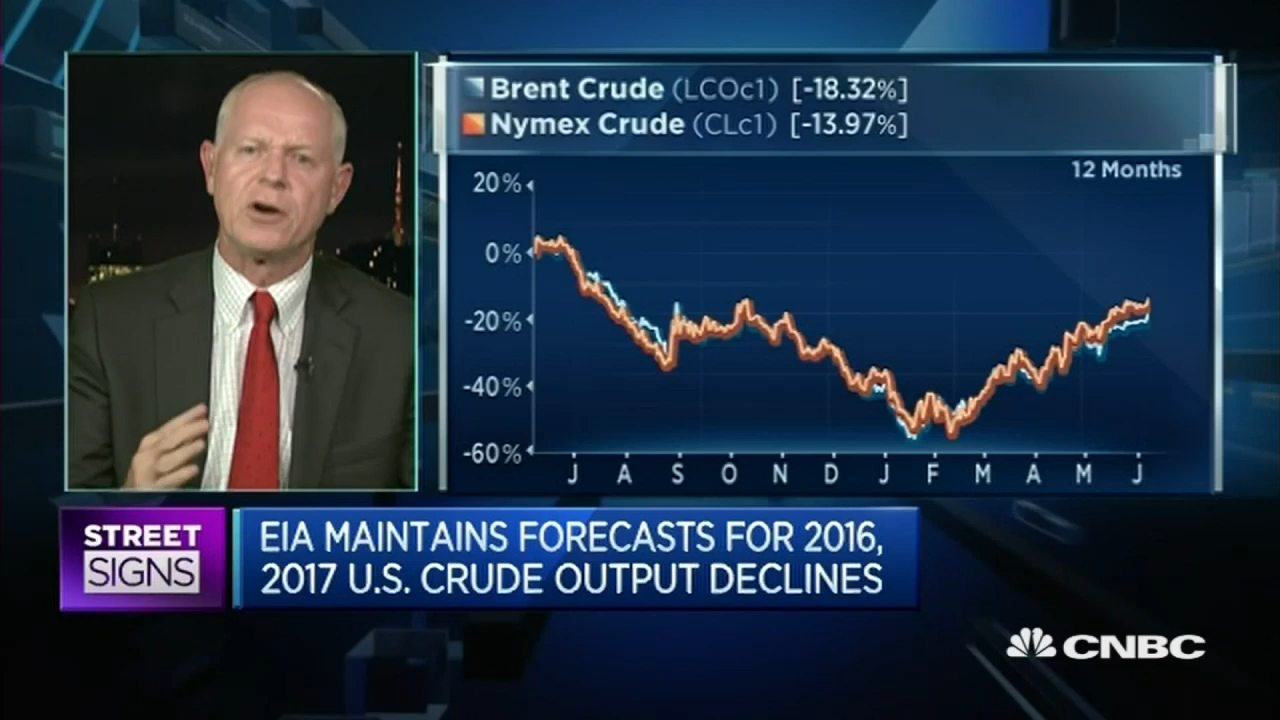 Brent Crude (LCOc1) [-18.32%]
Nymex Crude (CLc1) [-13.97%]
12 Months
20%
0%
-20%
-40%
-60%
J A S O N D J F M A M J
STREET
SIGNS
EIA MAINTAINS FORECASTS FOR 2016,
2017 U.S. CRUDE OUTPUT DECLINES
CNBC